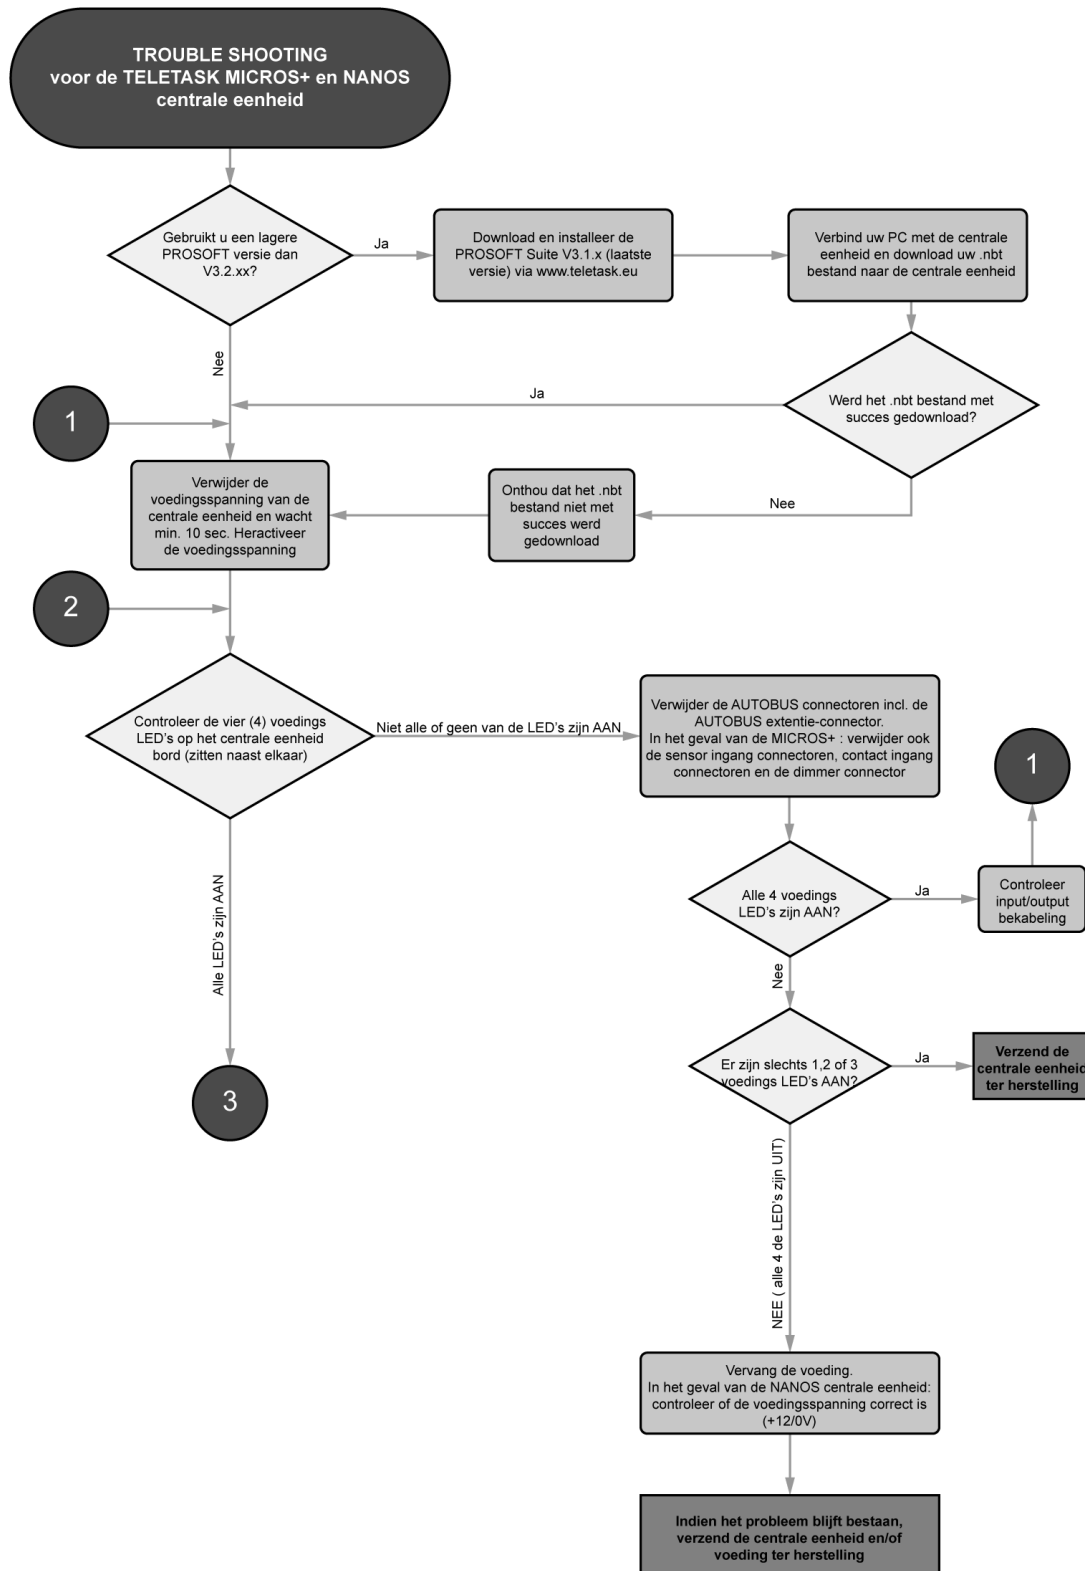 TROUBLE SHOOTING
voor de TELETASK MICROS+ en NANOS
centrale eenheid
Gebruikt u een lagere
PROSOFT versie dan
V3.2.xx?
Ja
Download en installeer de
PROSOFT Suite V3.1.x (laatste
versie) via www.teletask.eu
Verbind uw PC met de centrale
eenheid en download uw .nbt
bestand naar de centrale eenheid
Nee
Werd het .nbt bestand met
succes gedownload?
Ja
1
Nee
Onthou dat het .nbt
bestand niet met
succes werd
gedownload
Verwijder de
voedingsspanning van de
centrale eenheid en wacht
min. 10 sec. Heractiveer
de voedingsspanning
2
Controleer de vier (4) voedings
LED's op het centrale eenheid
bord (zitten naast elkaar)
Niet alle of geen van de LED's zijn AAN
Verwijder de AUTOBUS connectoren incl. de
AUTOBUS extentie-connector.
In het geval van de MICROS+ : verwijder ook
de sensor ingang connectoren, contact ingang
connectoren en de dimmer connector
1
Alle 4 voedings
LED's zijn AAN?
Ja
Controleer
input/output
bekabeling
Alle LED's zijn AAN
3
Nee
Er zijn slechts 1,2 of 3
voedings LED's AAN?
Ja
Verzend de
centrale eenheid
ter herstelling
NEE ( alle 4 de LED's zijn UIT)
Vervang de voeding.
In het geval van de NANOS centrale eenheid:
controleer of de voedingsspanning correct is
(+12/0V)
Indien het probleem blijft bestaan,
verzend de centrale eenheid en/of
voeding ter herstelling